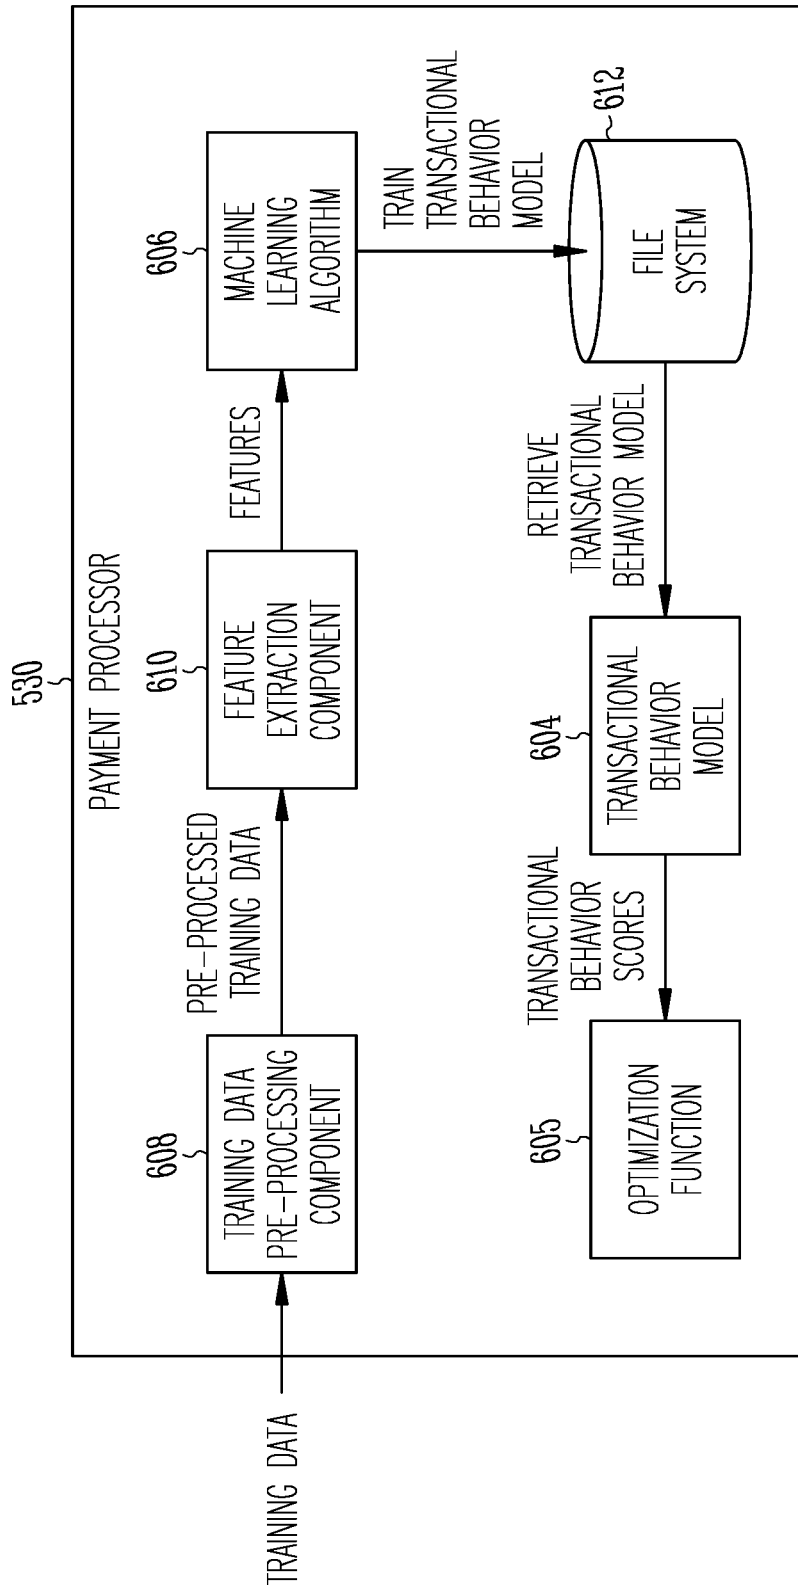 530
PAYMENT PROCESSOR
TRAINING DATA
608
TRAINING DATA
PRE-PROCESSING
COMPONENT
PRE-PROCESSED
TRAINING DATA
610
FEATURE
EXTRACTION
COMPONENT
FEATURES
606
MACHINE
LEARNING
ALGORITHM
TRAIN
TRANSACTIONAL
BEHAVIOR
MODEL
612
FILE
SYSTEM
RETRIEVE
TRANSACTIONAL
BEHAVIOR MODEL
604
TRANSACTIONAL
BEHAVIOR
MODEL
TRANSACTIONAL
BEHAVIOR
SCORES
605
OPTIMIZATION
FUNCTION